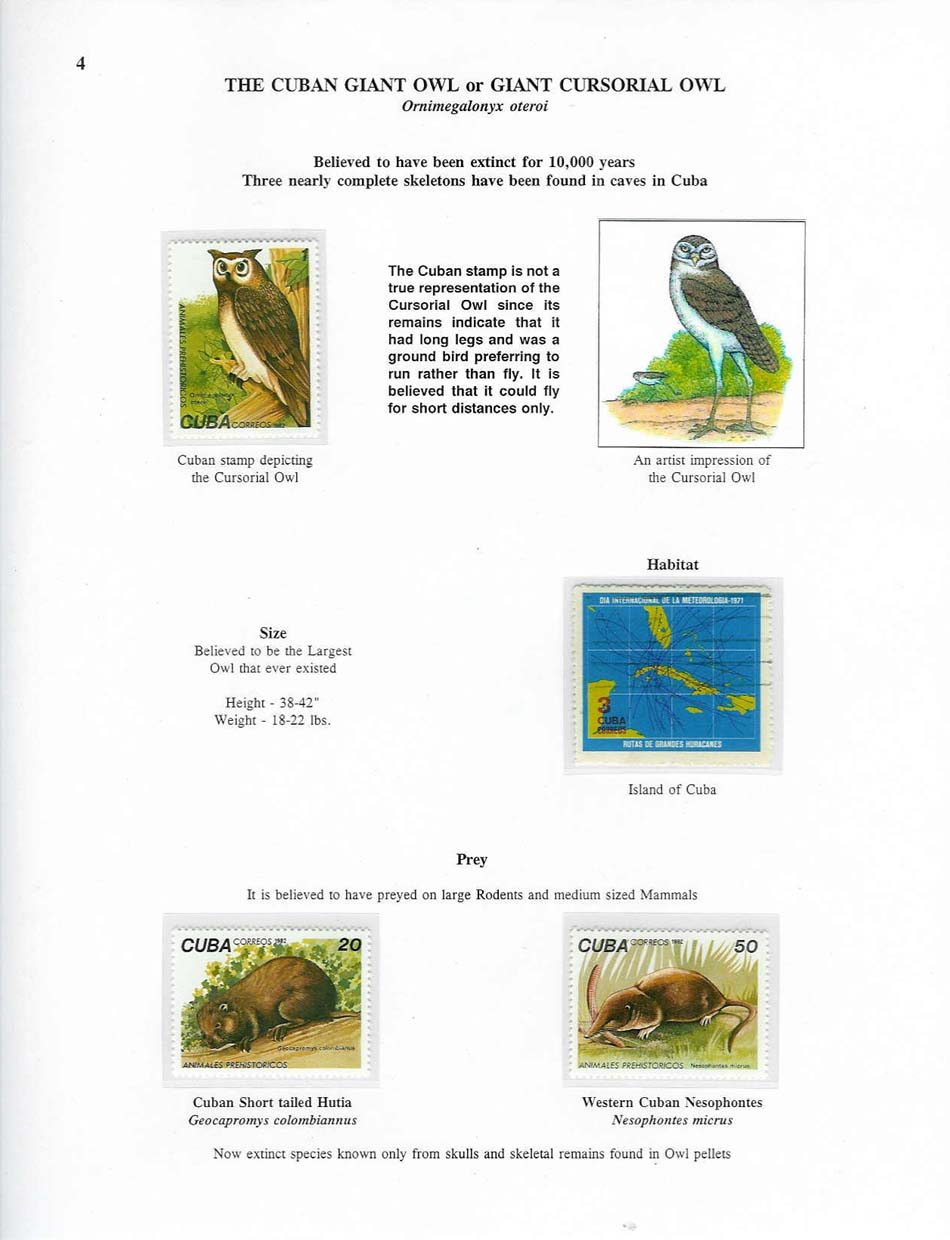 4
THE CUBAN GIANT OWL or GIANT CURSORIAL OWL
Ornimegalonyx oteroi
Believed to have been extinct for 10,000 years
Three nearly complete skeletons have been found in caves in Cuba
ANIMALES PREHISTORICOS
Ornimegalonyx
oteroi
CUBA CORREOS
The Cuban stamp is not a
true representation of the
Cursorial Owl since its
remains indicate that it
had long legs and was a
ground bird preferring to
run rather than fly. It is
believed that it could fly
for short distances only.
Cuban stamp depicting
the Cursorial Owl
An artist impression of
the Cursorial Owl
Size
Believed to be the Largest
Owl that ever existed
Height - 38-42"
Weight - 18-22 lbs.
Habitat
DIA INTERNACIONAL DE LA METEOROLOGIA-1971
3
CUBA
CORREOS
RUTAS DE GRANDES HURACANES
Island of Cuba
Prey
It is believed to have preyed on large Rodents and medium sized Mammals
CUBA CORREOS 1982 20
Geocapromys colombianus
ANIMALES PREHISTORICOS
CUBA CORREOS 1982 50
ANIMALES PREHISTORICOS Nesophontes micrus
Cuban Short tailed Hutia
Geocapromys colombiannus
Western Cuban Nesophontes
Nesophontes micrus
Now extinct species known only from skulls and skeletal remains found in Owl pellets